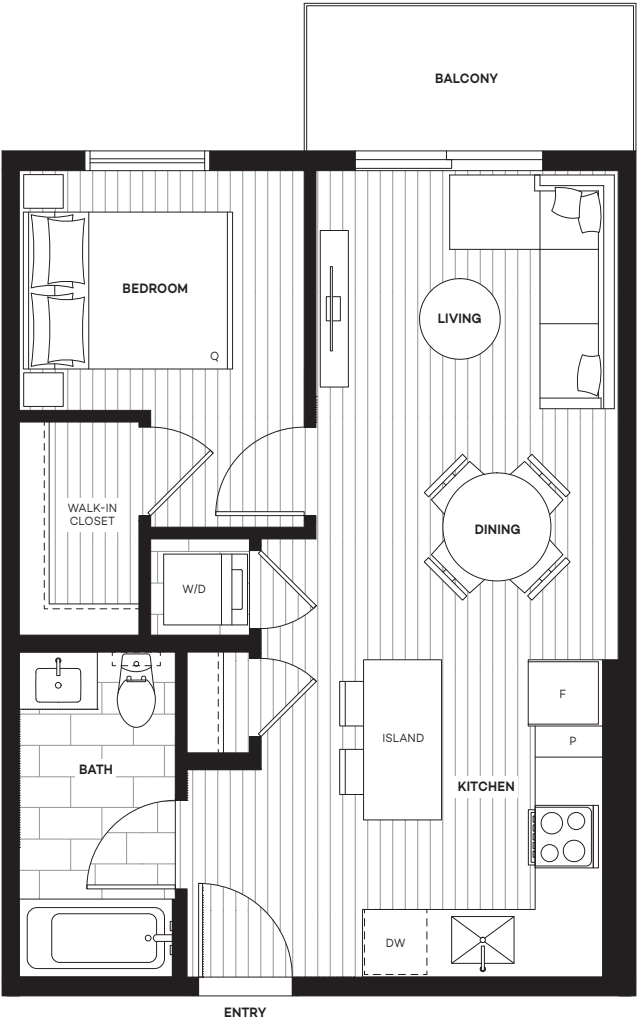 BALCONY
BEDROOM
Q
LIVING
WALK-IN
CLOSET
DINING
W/D
F
P
ISLAND
BATH
KITCHEN
DW
ENTRY